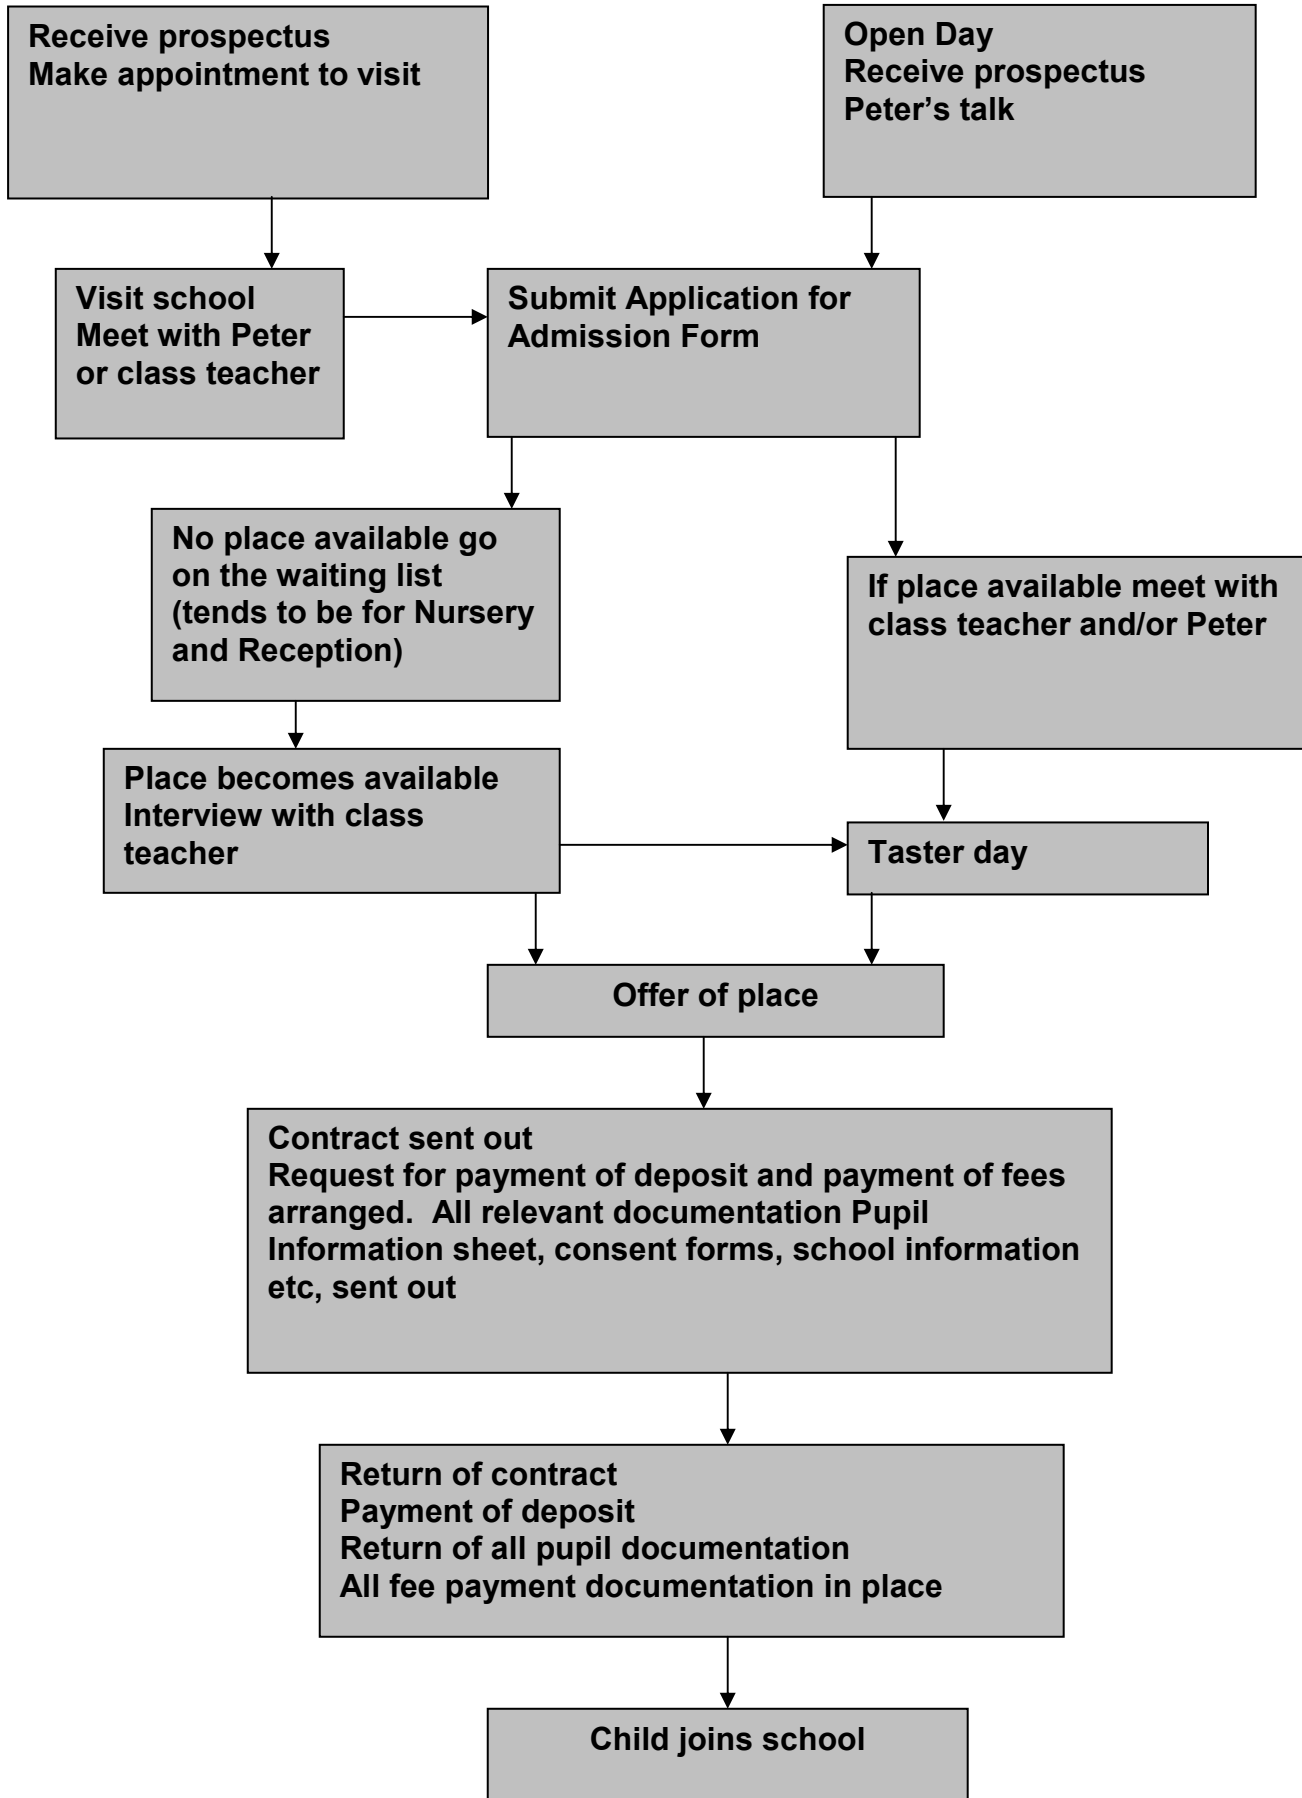 Receive prospectus
Make appointment to visit
Open Day
Receive prospectus
Peter’s talk
Visit school
Meet with Peter
or class teacher
Submit Application for
Admission Form
No place available go
on the waiting list
(tends to be for Nursery
and Reception)
If place available meet with
class teacher and/or Peter
Place becomes available
Interview with class
teacher
Taster day
Offer of place
Contract sent out
Request for payment of deposit and payment of fees
arranged.  All relevant documentation Pupil
Information sheet, consent forms, school information
etc, sent out
Return of contract
Payment of deposit
Return of all pupil documentation
All fee payment documentation in place
Child joins school